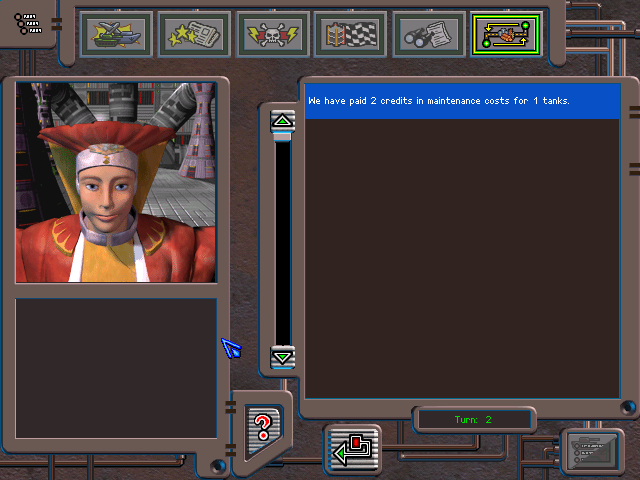 We have paid 2 credits in maintenance costs for 1 tanks.
Turn: 2